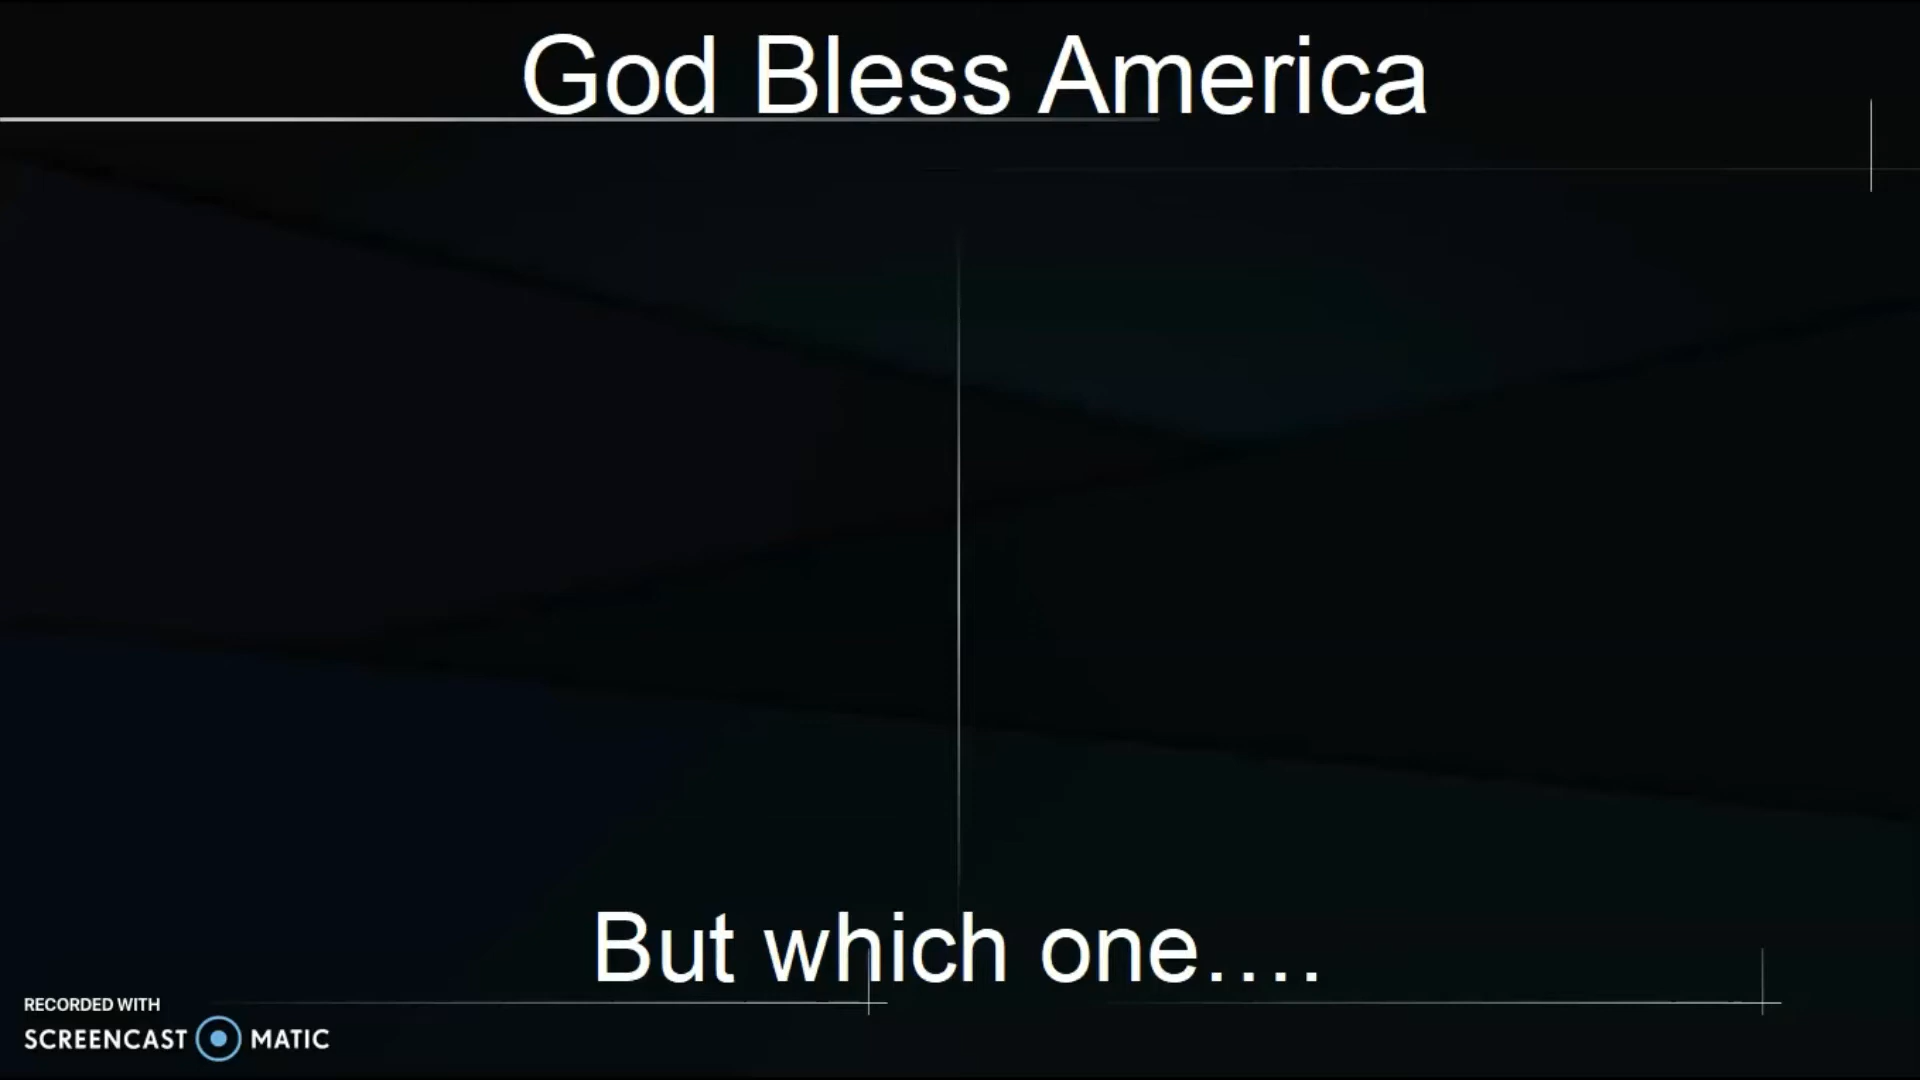 God Bless America
But which one....
RECORDED WITH
SCREENCAST MATIC